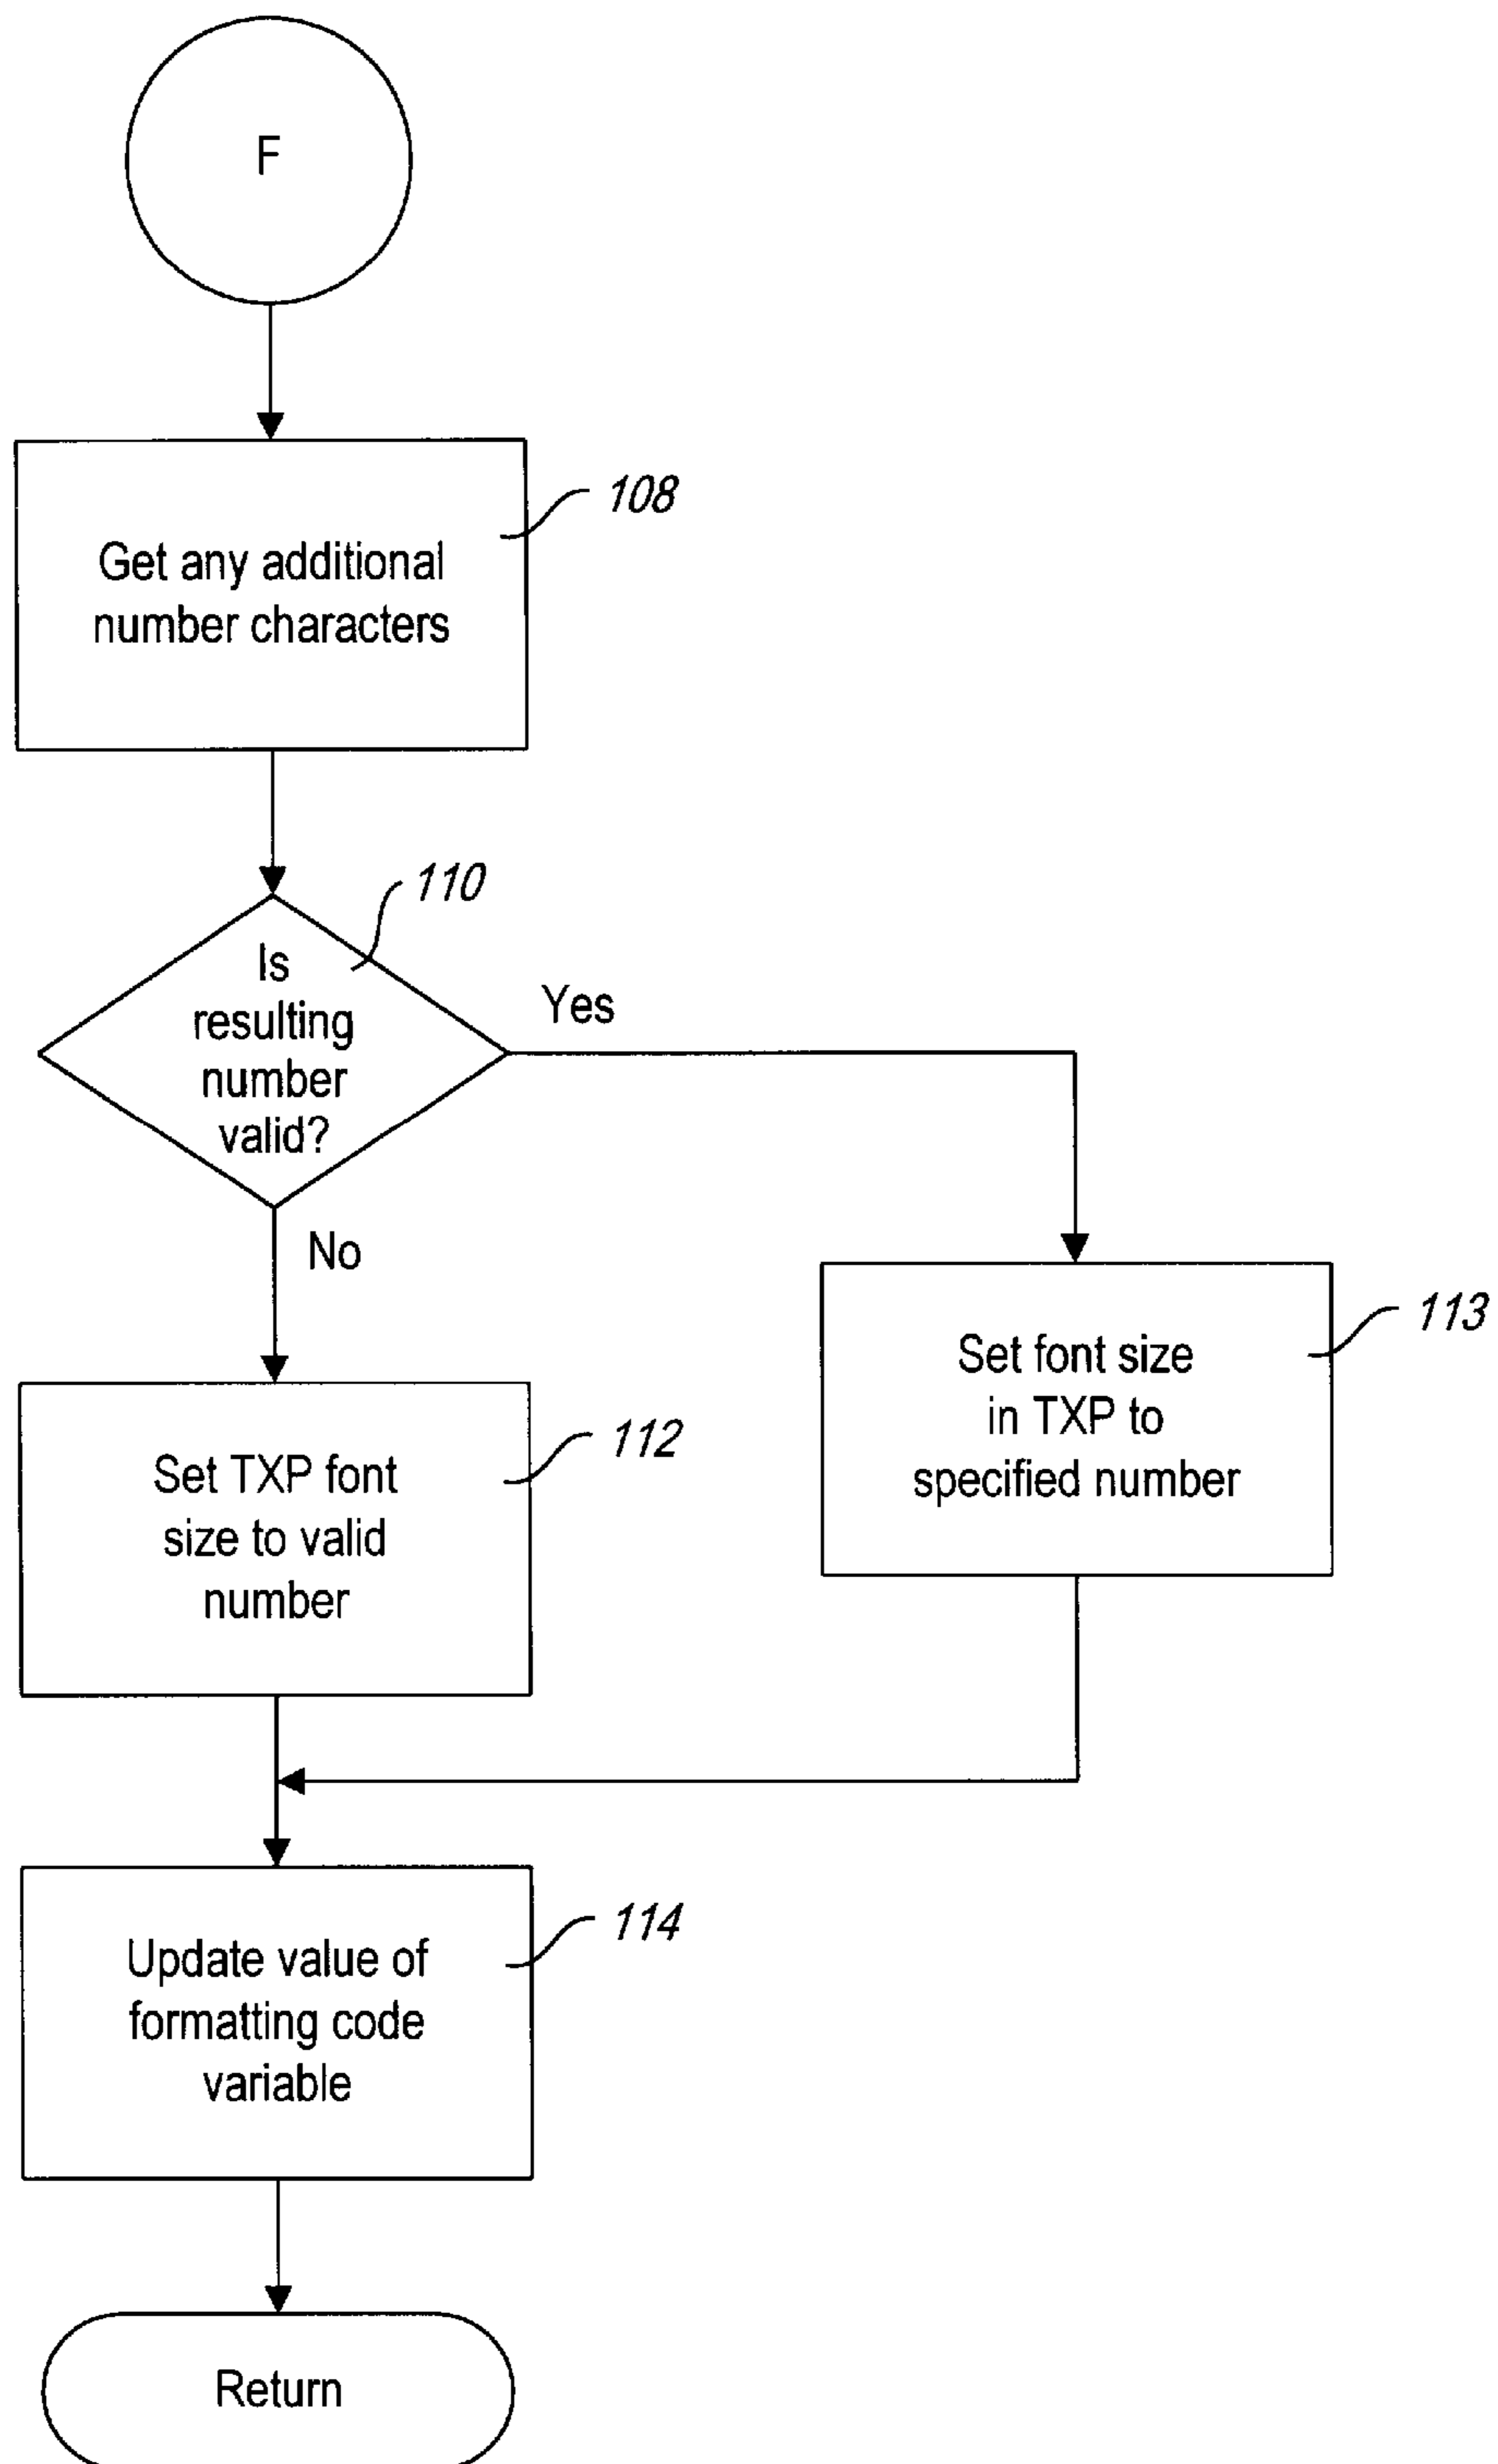 F
108
Get any additional
number characters
110
Is
resulting
number
valid?
Yes
No
113
Set font size
in TXP to
specified number
112
Set TXP font
size to valid
number
114
Update value of
formatting code
variable
Return